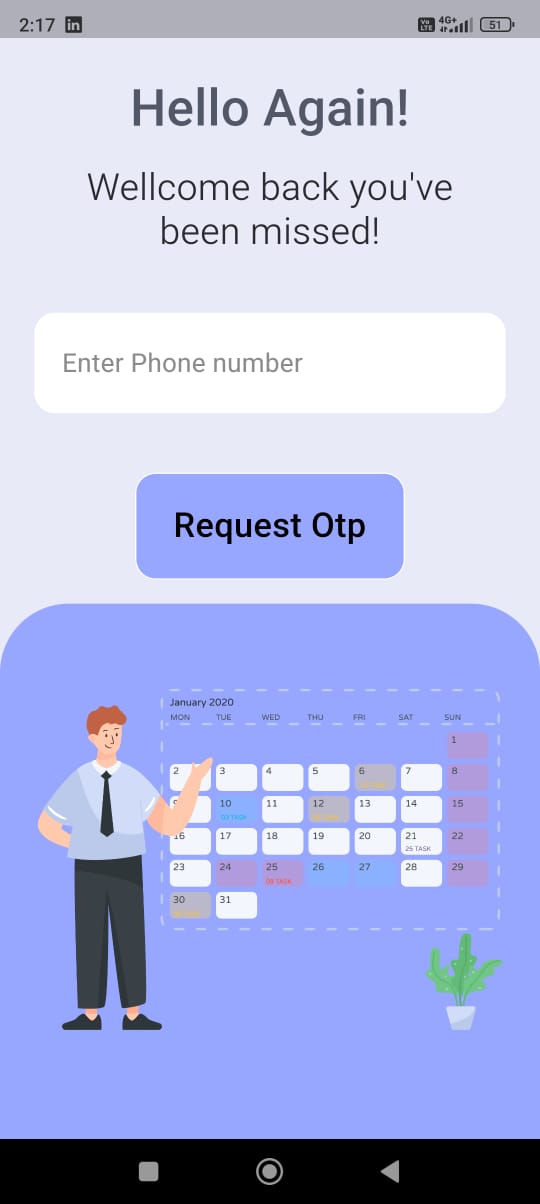 2:17 in Vo LTE 4G+ 51
Hello Again!
Wellcome back you've
been missed!
Enter Phone number
Request Otp
January 2020
MON TUE WED THU FRI SAT SUN
1
2 3 4 5 6 7 8
9 10 11 12 13 14 15
03 TASK
16 17 18 19 20 21 22
25 TASK
23 24 25 26 27 28 29
09 TASK
30 31